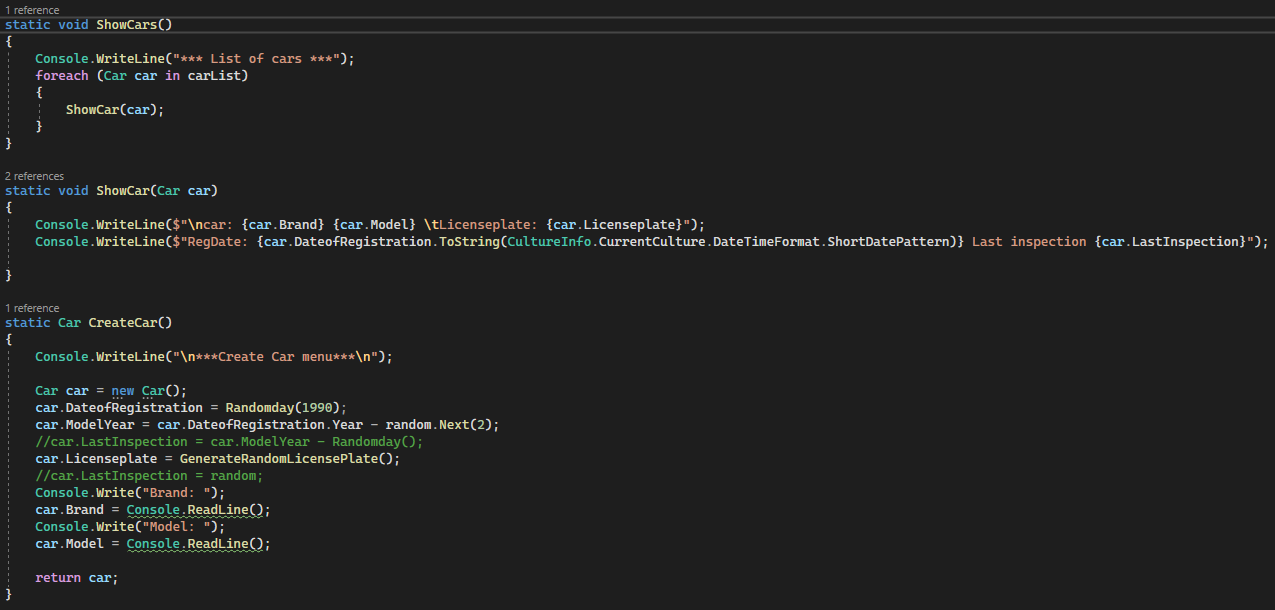 1 reference
static void ShowCars()
{
    Console.WriteLine("*** List of cars ***");
    foreach (Car car in carList)
    {
        ShowCar(car);
    }
}
2 references
static void ShowCar(Car car)
{
    Console.WriteLine($"\ncar: {car.Brand} {car.Model} \tLicenseplate: {car.Licenseplate}");
    Console.WriteLine($"RegDate: {car.DateofRegistration.ToString(CultureInfo.CurrentCulture.DateTimeFormat.ShortDatePattern)} Last inspection {car.LastInspection}");
}
1 reference
static Car CreateCar()
{
    Console.WriteLine("\n***Create Car menu***\n");
    Car car = new Car();
    car.DateofRegistration = Randomday(1990);
    car.ModelYear = car.DateofRegistration.Year - random.Next(2);
    //car.LastInspection = car.ModelYear - Randomday();
    car.Licenseplate = GenerateRandomLicensePlate();
    //car.LastInspection = random;
    Console.Write("Brand: ");
    car.Brand = Console.ReadLine();
    Console.Write("Model: ");
    car.Model = Console.ReadLine();
    return car;
}